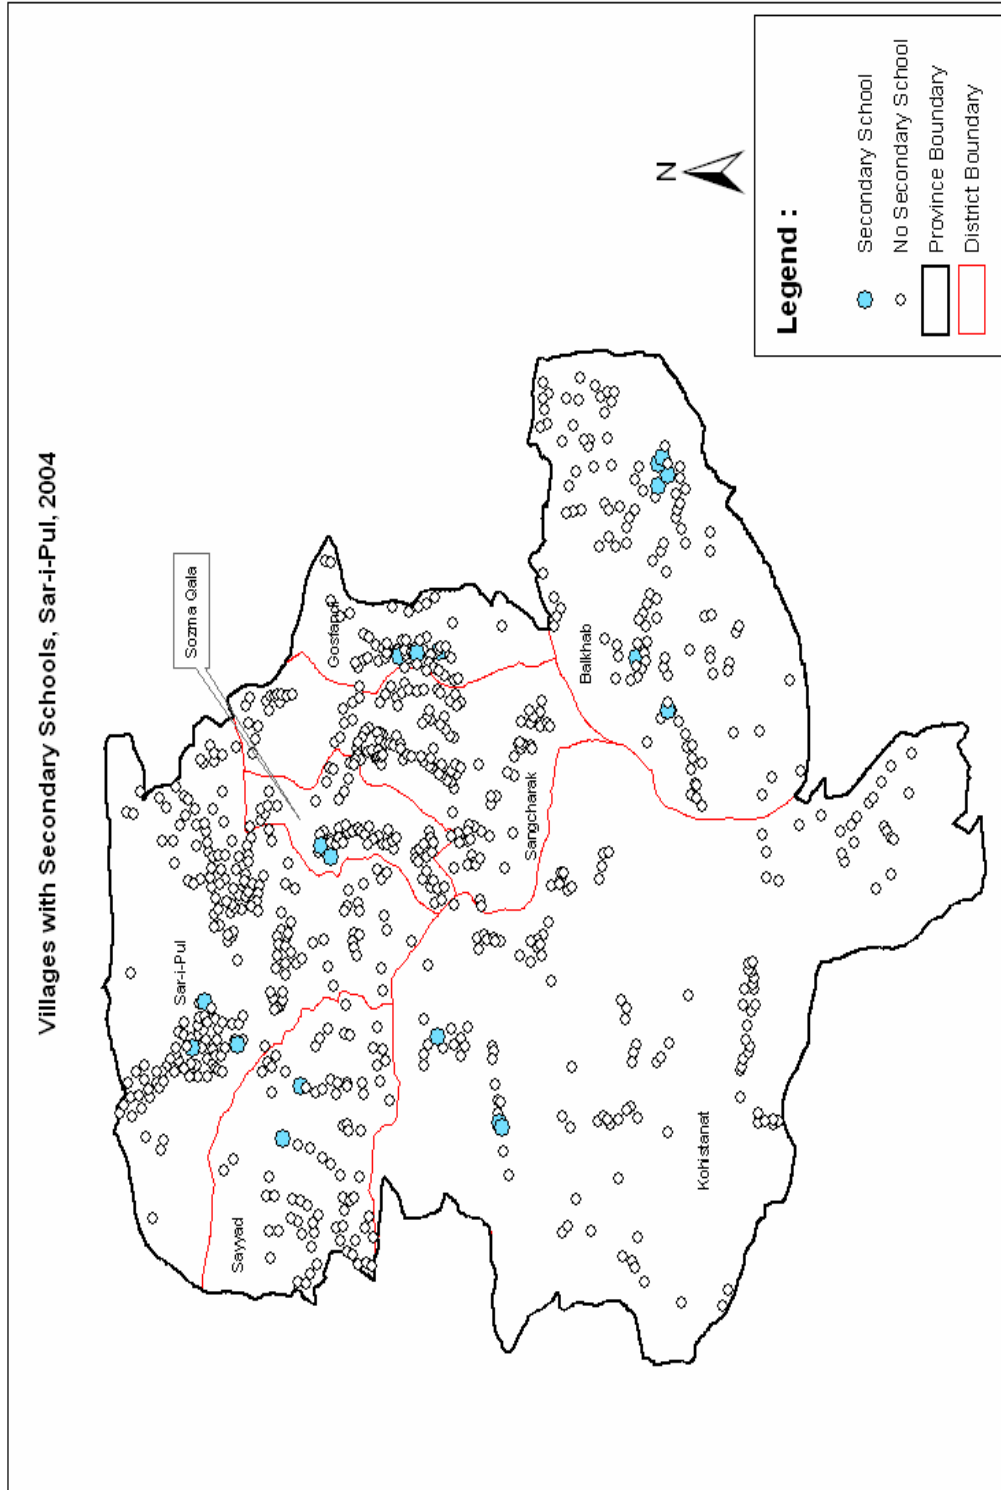 Villages with Secondary Schools, Sar-i-Pul, 2004
Sozma Qala
Sar-i-Pul
Gosfandi
Sayyad
Sangcharak
Balkhab
Kohistanat
N
Legend :
Secondary School
No Secondary School
Province Boundary
District Boundary